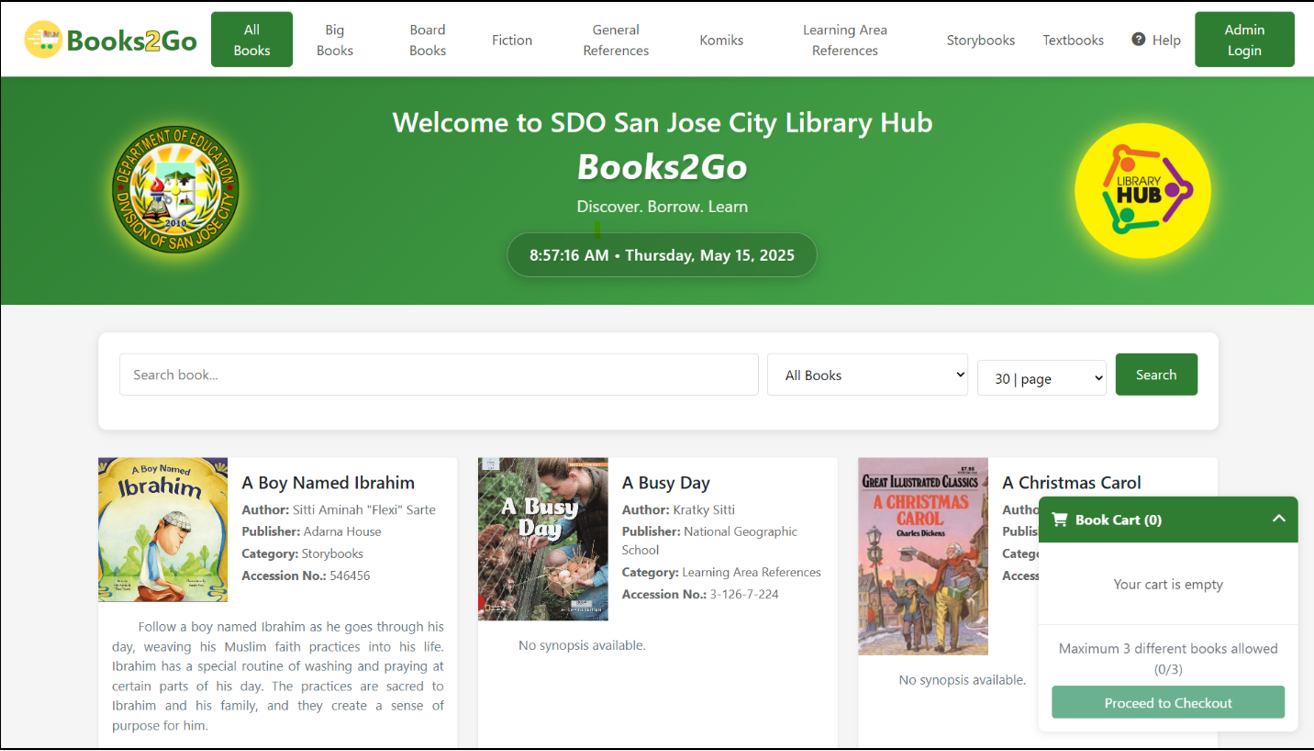 Books2Go
All
Books
Big
Books
Board
Books
Fiction
General
References
Komiks
Learning Area
References
Storybooks
Textbooks
? Help
Admin
Login
DEPARTMENT OF EDUCATION
2010
DIVISION OF SAN JOSE CITY
Welcome to SDO San Jose City Library Hub
Books2Go
Discover. Borrow. Learn
8:57:16 AM • Thursday, May 15, 2025
LIBRARY
HUB
Search book...
All Books
30 | page
Search
A Boy Named
Ibrahim
A Boy Named Ibrahim
Author: Sitti Aminah "Flexi" Sarte
Publisher: Adarna House
Category: Storybooks
Accession No.: 546456
Follow a boy named Ibrahim as he goes through his
day, weaving his Muslim faith practices into his life.
Ibrahim has a special routine of washing and praying at
certain parts of his day. The practices are sacred to
Ibrahim and his family, and they create a sense of
purpose for him.
A Busy
Day
A Busy Day
Author: Kratky Sitti
Publisher: National Geographic
School
Category: Learning Area References
Accession No.: 3-126-7-224
No synopsis available.
GREAT ILLUSTRATED CLASSICS
A CHRISTMAS
CAROL
Charles Dickens
A Christmas Carol
Autho
Publis
Catego
Access
No synopsis available.
Book Cart (0)
Your cart is empty
Maximum 3 different books allowed
(0/3)
Proceed to Checkout